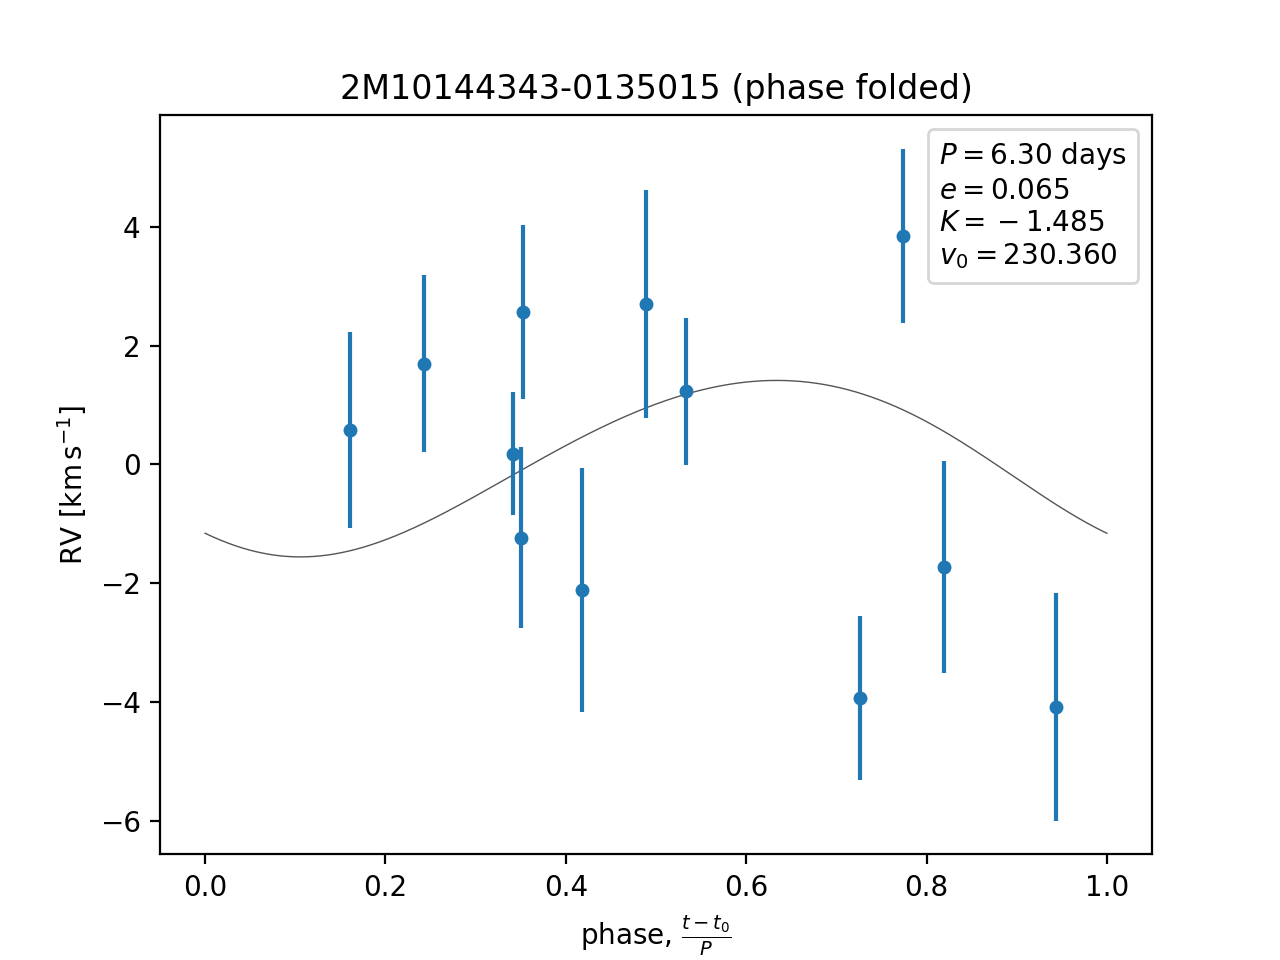 2M10144343-0135015 (phase folded)
P = 6.30 days
e = 0.065
K = −1.485
v₀ = 230.360
RV [km s⁻¹]
4
2
0
−2
−4
−6
0.0 0.2 0.4 0.6 0.8 1.0
phase, (t − t₀)/P